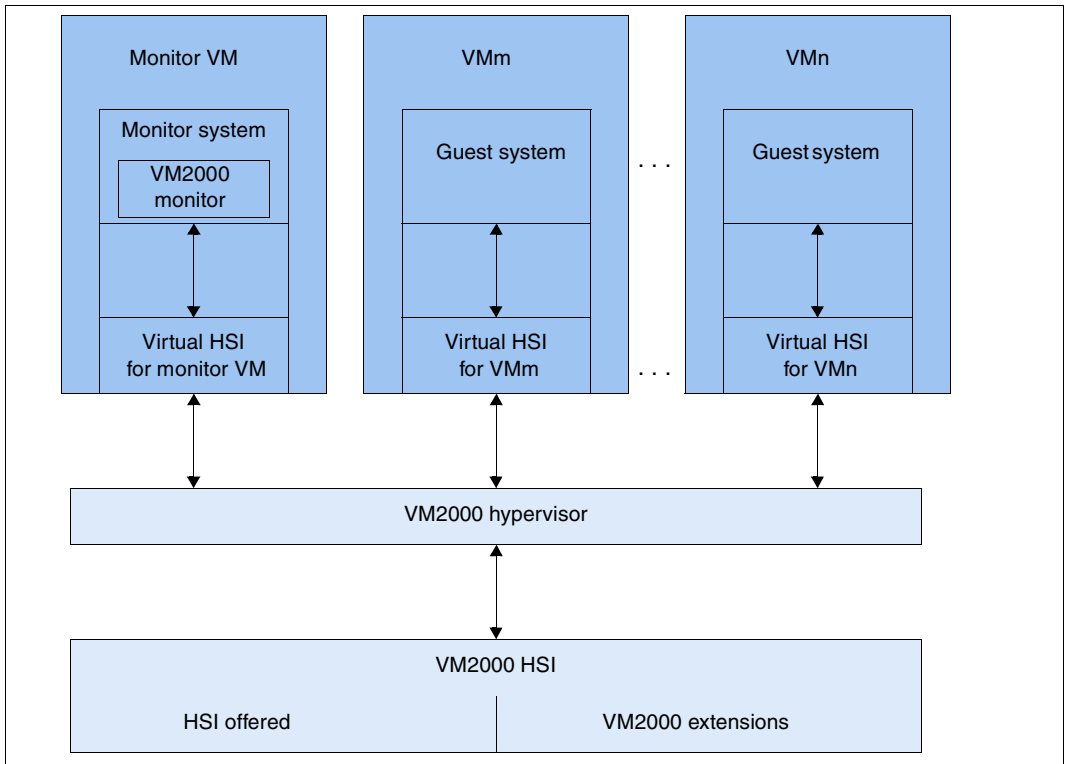 Monitor VM
VMm
VMn
Monitor system
VM2000
monitor
Guest system
Guest system
. . .
Virtual HSI
for monitor VM
Virtual HSI
for VMm
. . .
Virtual HSI
for VMn
VM2000 hypervisor
VM2000 HSI
HSI offered
VM2000 extensions